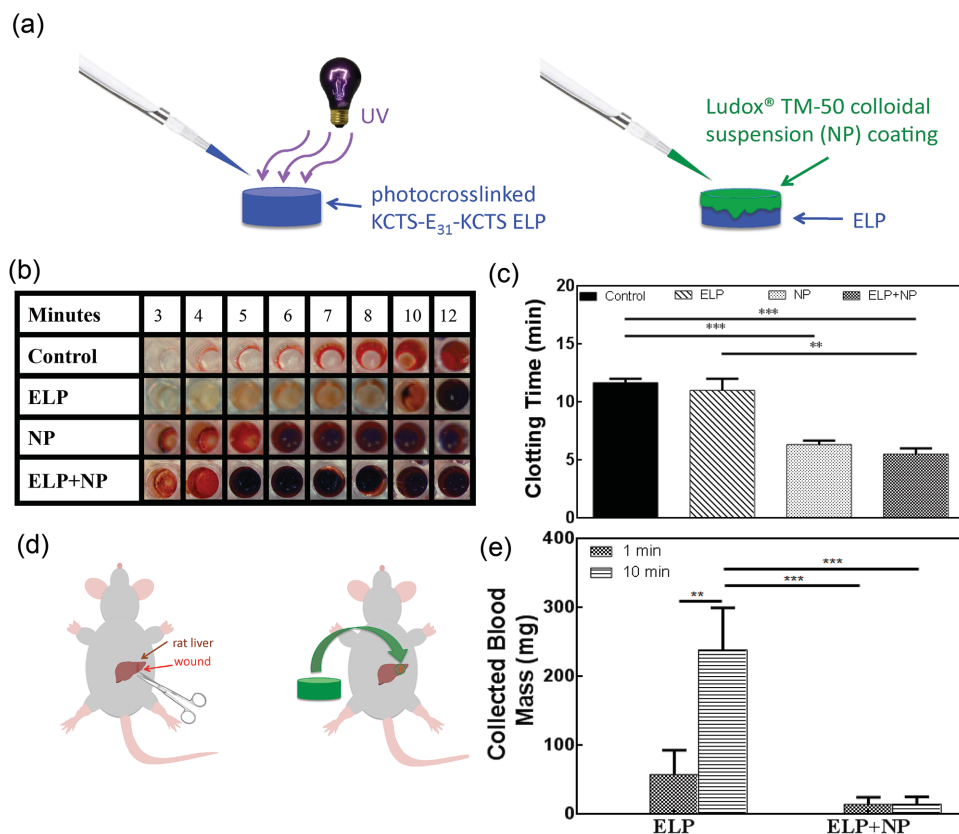 (a)
UV
photocrosslinked
KCTS-E31-KCTS ELP
Ludox® TM-50 colloidal
suspension (NP) coating
ELP
(b)
Minutes 3 4 5 6 7 8 10 12
Control
ELP
NP
ELP+NP
(c)
Clotting Time (min)
20
15
10
5
0
Control ELP NP ELP+NP
***
***
**
(d)
rat liver
wound
(e)
Collected Blood
Mass (mg)
400
300
200
100
0
1 min
10 min
**
***
***
ELP ELP+NP